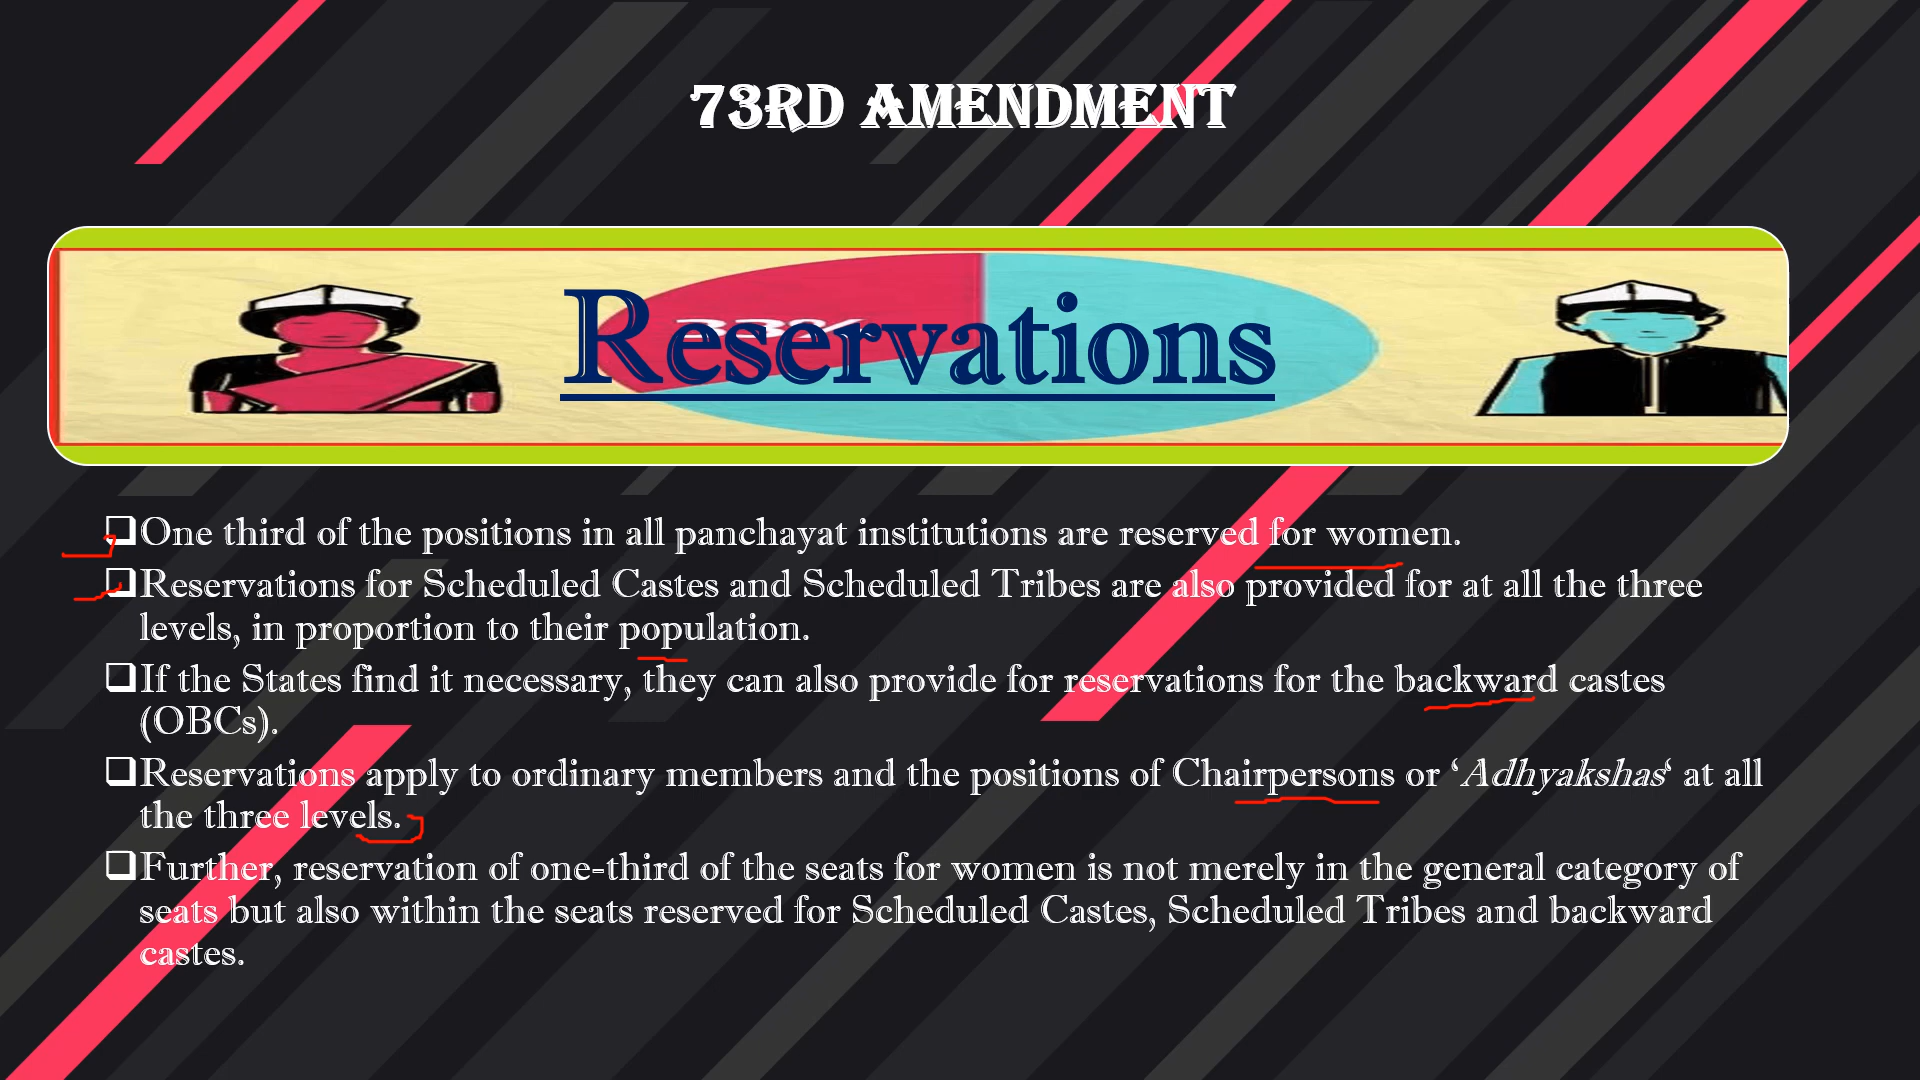 73RD AMENDMENT
33%
Reservations
❑One third of the positions in all panchayat institutions are reserved for women.
❑Reservations for Scheduled Castes and Scheduled Tribes are also provided for at all the three
levels, in proportion to their population.
❑If the States find it necessary, they can also provide for reservations for the backward castes
(OBCs).
❑Reservations apply to ordinary members and the positions of Chairpersons or ‘Adhyakshas‘ at all
the three levels.
❑Further, reservation of one-third of the seats for women is not merely in the general category of
seats but also within the seats reserved for Scheduled Castes, Scheduled Tribes and backward
castes.